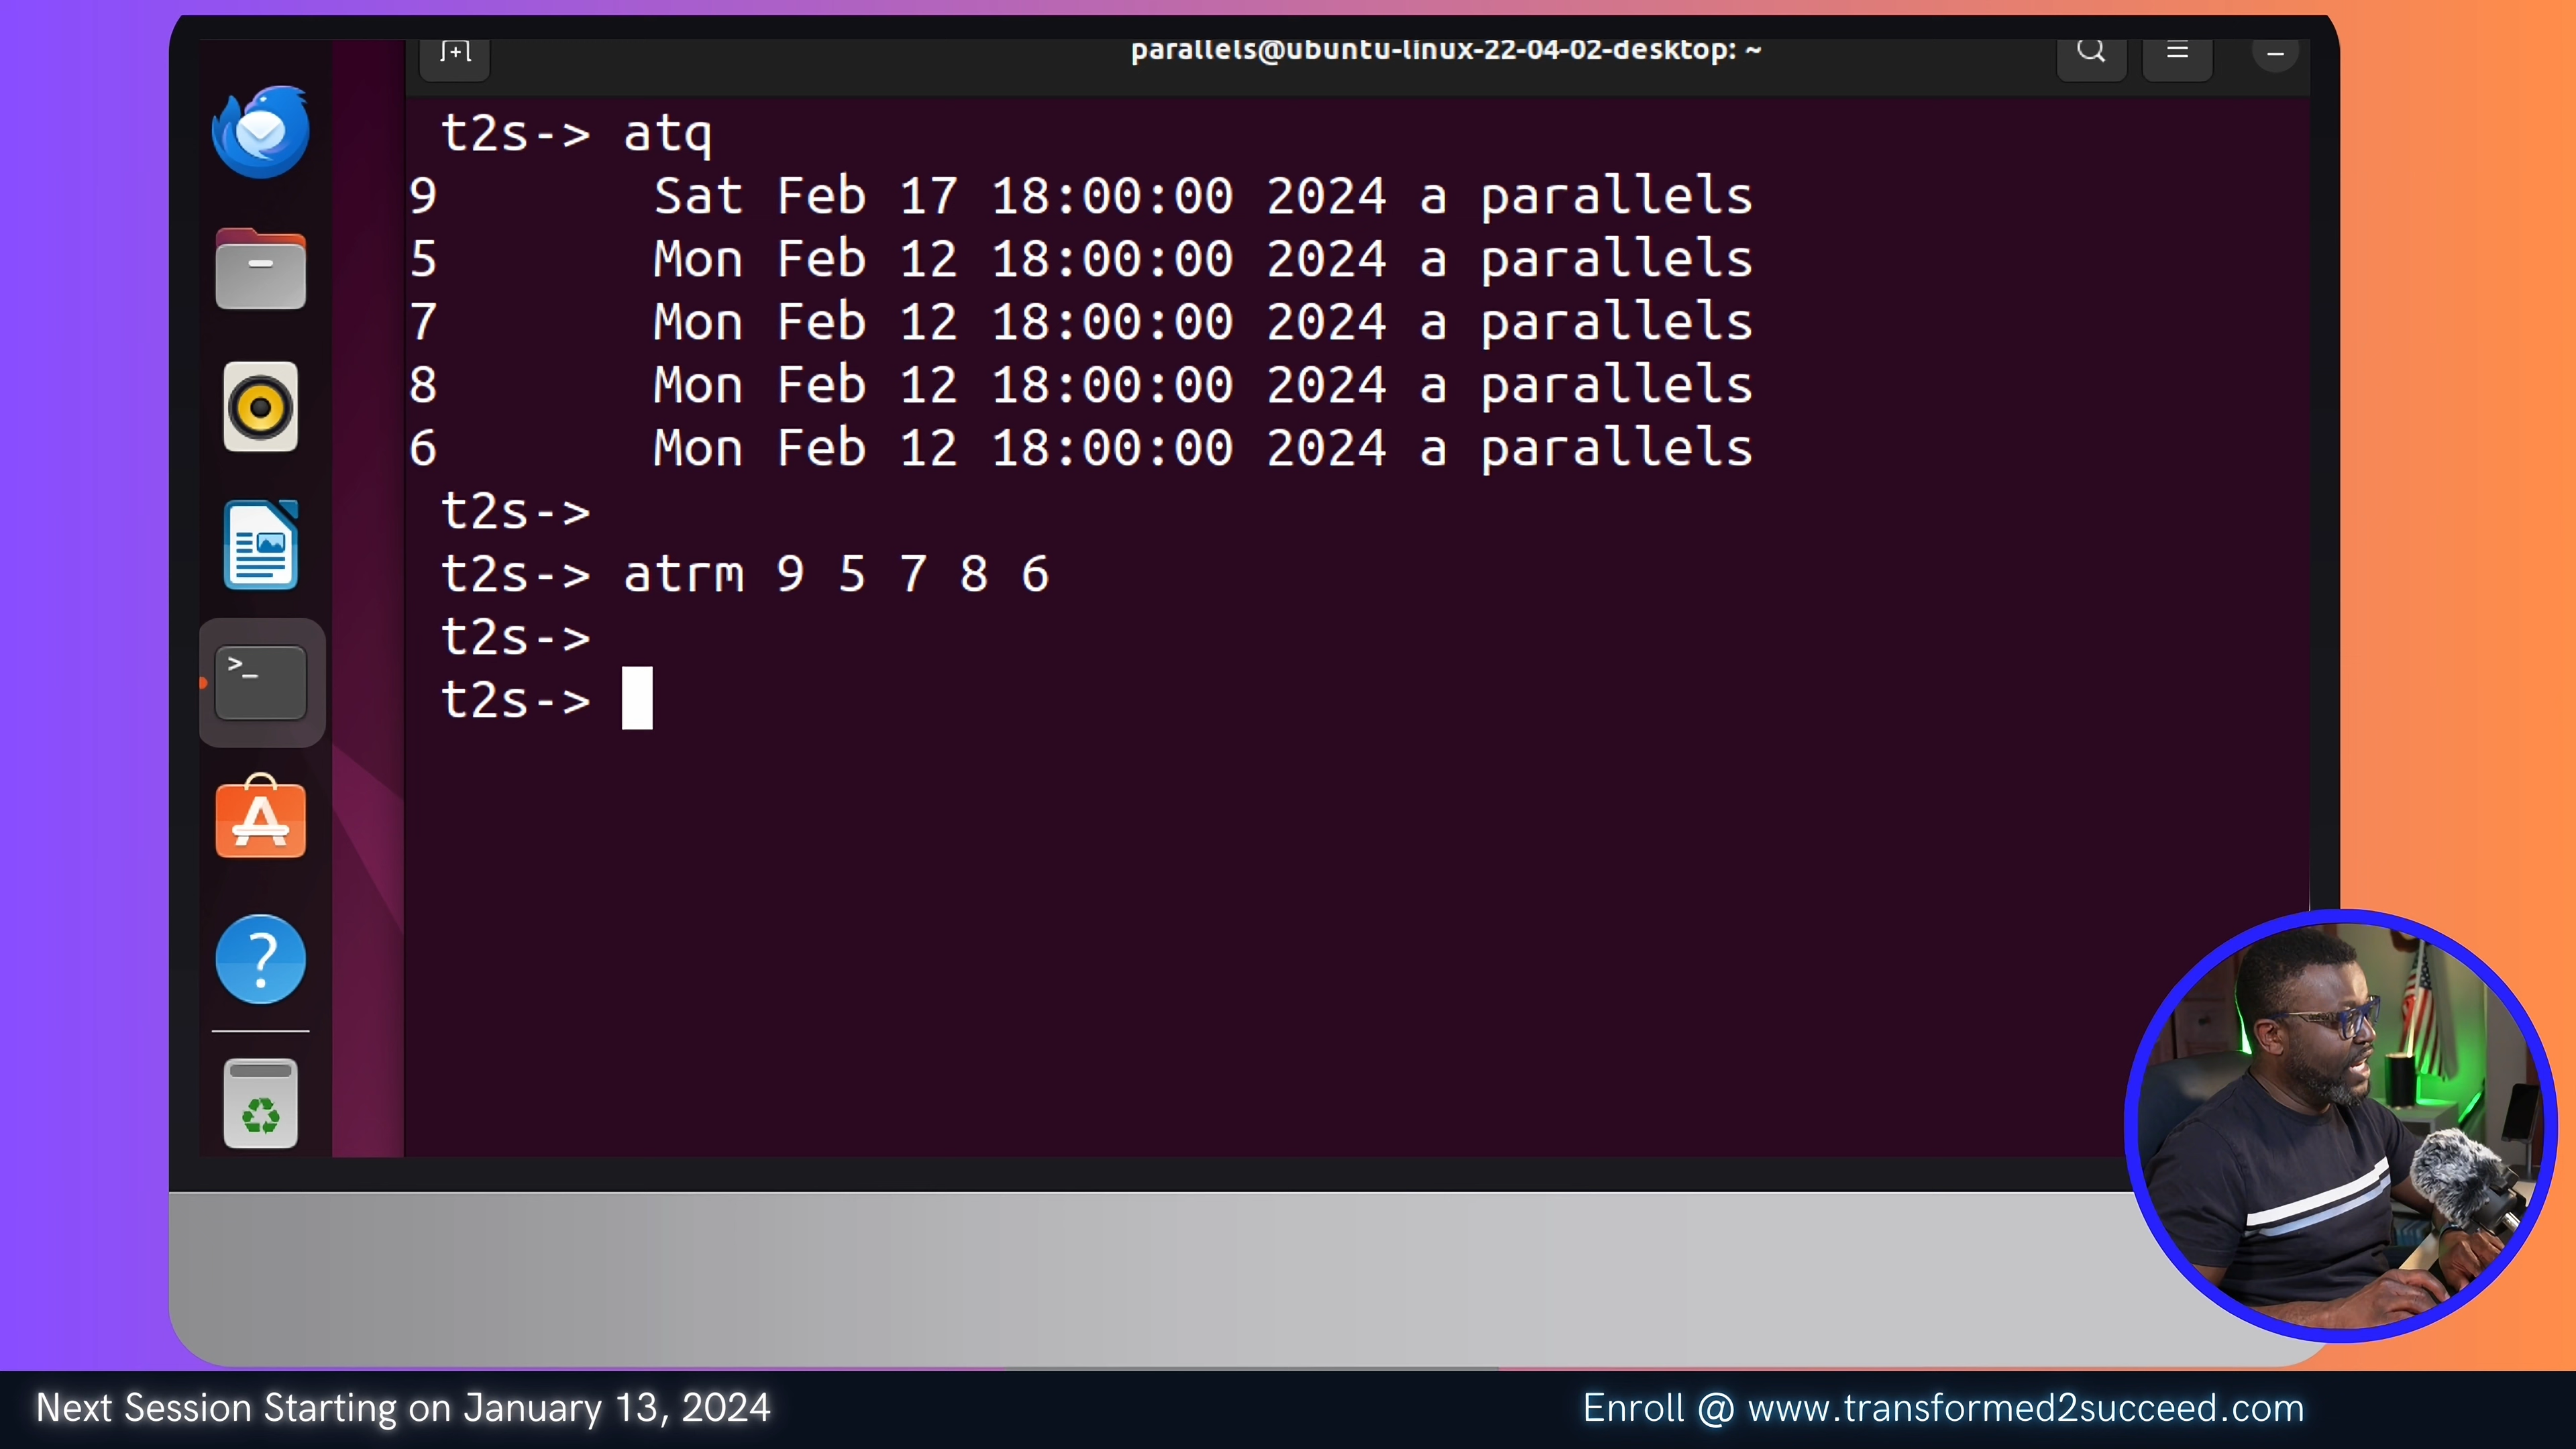 parallels@ubuntu-linux-22-04-02-desktop: ~
t2s-> atq
9 Sat Feb 17 18:00:00 2024 a parallels
5 Mon Feb 12 18:00:00 2024 a parallels
7 Mon Feb 12 18:00:00 2024 a parallels
8 Mon Feb 12 18:00:00 2024 a parallels
6 Mon Feb 12 18:00:00 2024 a parallels
t2s->
t2s-> atrm 9 5 7 8 6
t2s->
t2s->
Next Session Starting on January 13, 2024
Enroll @ www.transformed2succeed.com